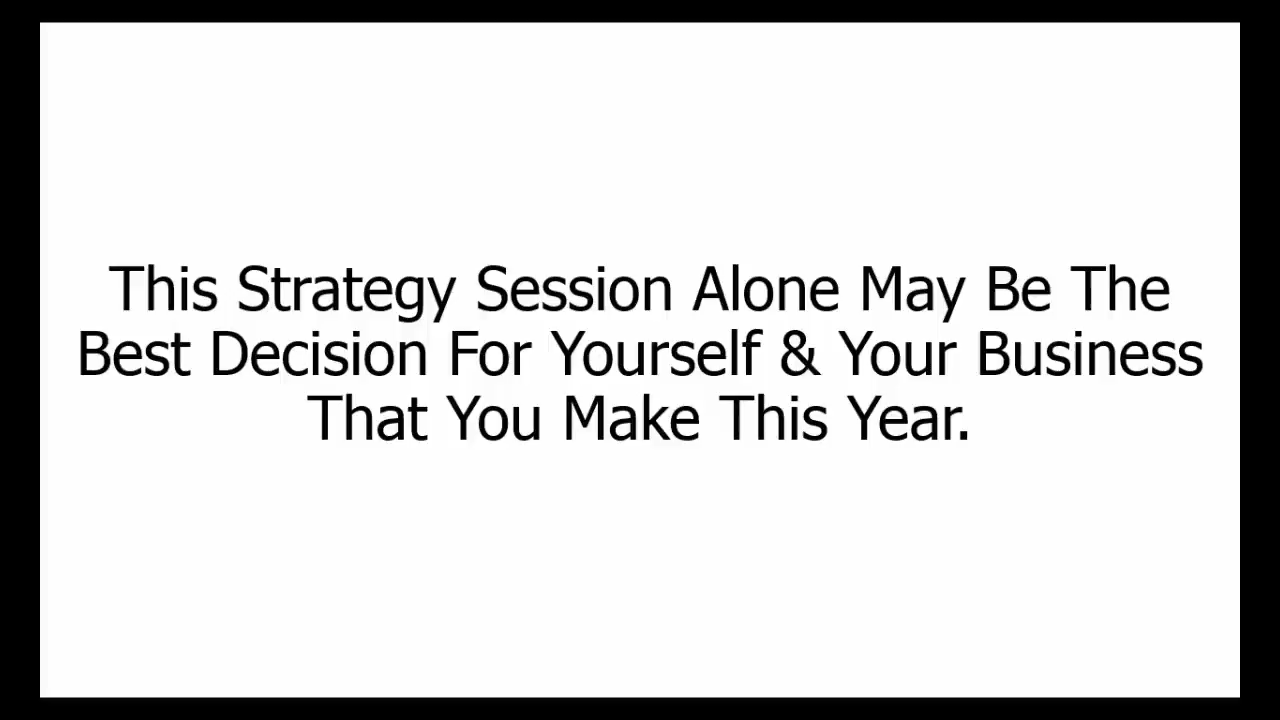 This Strategy Session Alone May Be The
Best Decision For Yourself & Your Business
That You Make This Year.